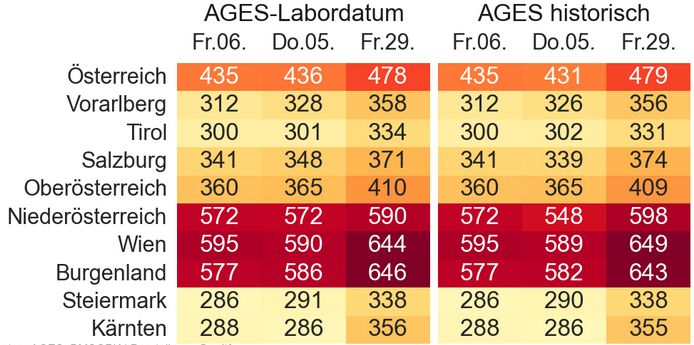 AGES-Labordatum AGES historisch
Fr.06. Do.05. Fr.29. Fr.06. Do.05. Fr.29.
Österreich 435 436 478 435 431 479
Vorarlberg 312 328 358 312 326 356
Tirol 300 301 334 300 302 331
Salzburg 341 348 371 341 339 374
Oberösterreich 360 365 410 360 365 409
Niederösterreich 572 572 590 572 548 598
Wien 595 590 644 595 589 649
Burgenland 577 586 646 577 582 643
Steiermark 286 291 338 286 290 338
Kärnten 288 286 356 288 286 355